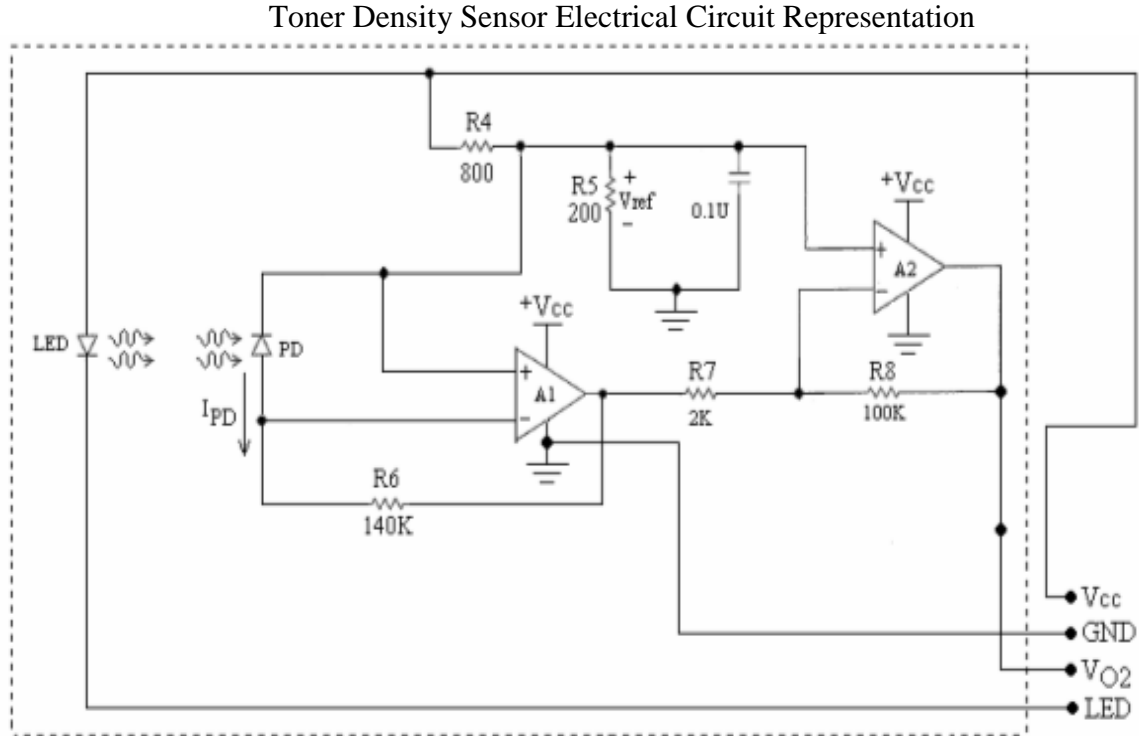 Toner Density Sensor Electrical Circuit Representation
R4
800
R5
200
+
Vref
−
0.1U
+Vcc
+
A2
−
LED
PD
IPD
+Vcc
+
A1
−
R7
2K
R8
100K
R6
140K
Vcc
GND
VO2
LED